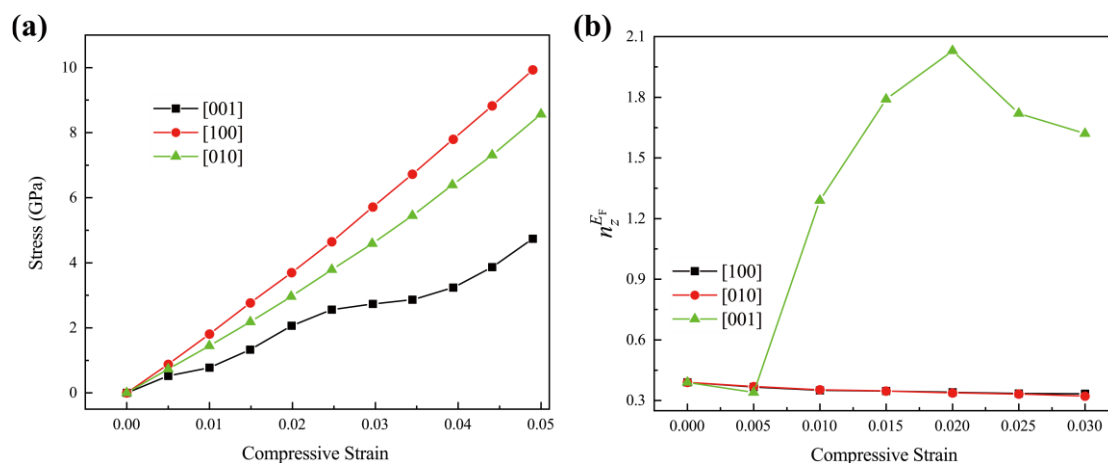 (a)
10
8
6
4
2
0
Stress (GPa)
[001]
[100]
[010]
0.00 0.01 0.02 0.03 0.04 0.05
Compressive Strain
(b)
2.1
1.8
1.5
1.2
0.9
0.6
0.3
n_z^{E_F}
[100]
[010]
[001]
0.000 0.005 0.010 0.015 0.020 0.025 0.030
Compressive Strain